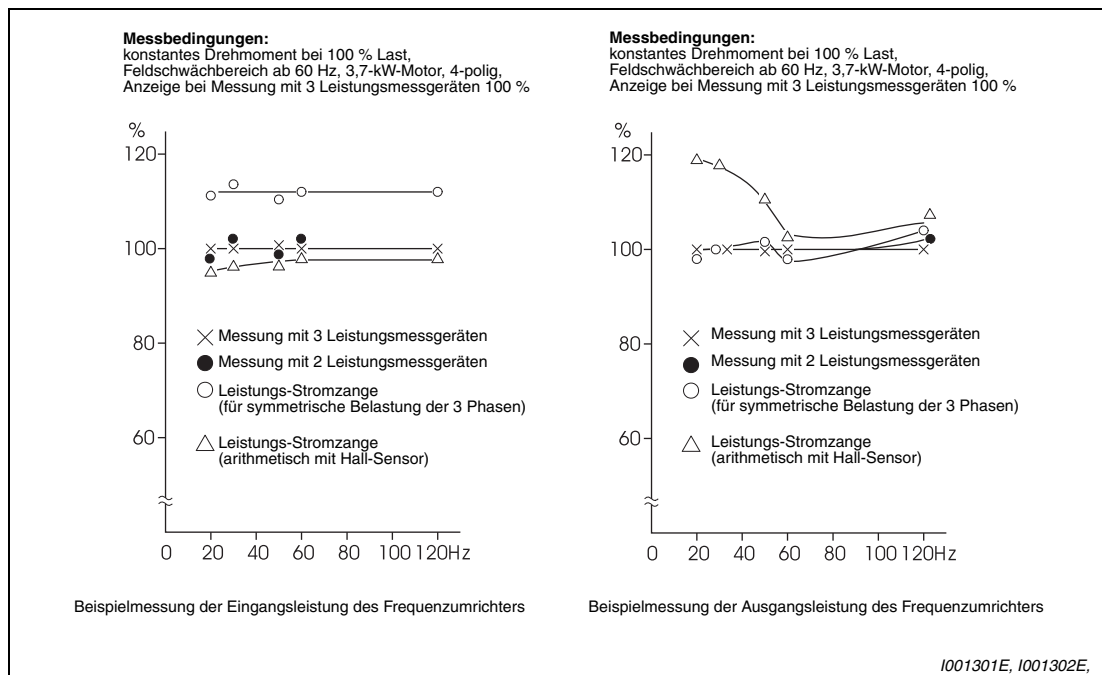 Messbedingungen:
konstantes Drehmoment bei 100 % Last,
Feldschwächbereich ab 60 Hz, 3,7-kW-Motor, 4-polig,
Anzeige bei Messung mit 3 Leistungsmessgeräten 100 %
%
120
100
80
60
Messung mit 3 Leistungsmessgeräten
Messung mit 2 Leistungsmessgeräten
Leistungs-Stromzange
(für symmetrische Belastung der 3 Phasen)
Leistungs-Stromzange
(arithmetisch mit Hall-Sensor)
0 20 40 60 80 100 120Hz
Beispielmessung der Eingangsleistung des Frequenzumrichters
Messbedingungen:
konstantes Drehmoment bei 100 % Last,
Feldschwächbereich ab 60 Hz, 3,7-kW-Motor, 4-polig,
Anzeige bei Messung mit 3 Leistungsmessgeräten 100 %
%
120
100
80
60
Messung mit 3 Leistungsmessgeräten
Messung mit 2 Leistungsmessgeräten
Leistungs-Stromzange
(für symmetrische Belastung der 3 Phasen)
Leistungs-Stromzange
(arithmetisch mit Hall-Sensor)
0 20 40 60 80 100 120Hz
Beispielmessung der Ausgangsleistung des Frequenzumrichters
I001301E, I001302E,